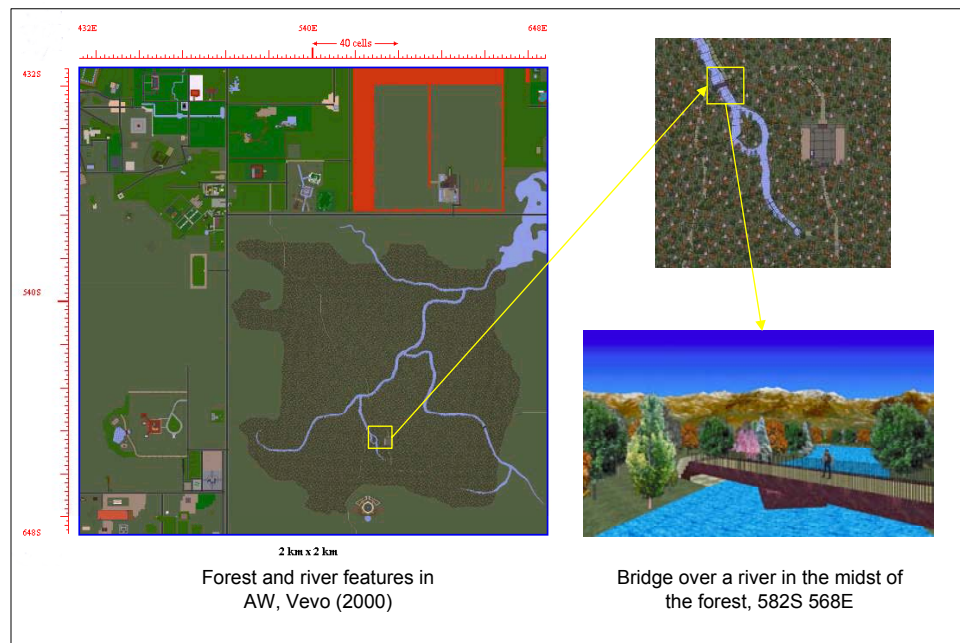 432E
540E
648E
40 cells
432S
540S
648S
2 km x 2 km
Forest and river features in
AW, Vevo (2000)
Bridge over a river in the midst of
the forest, 582S 568E